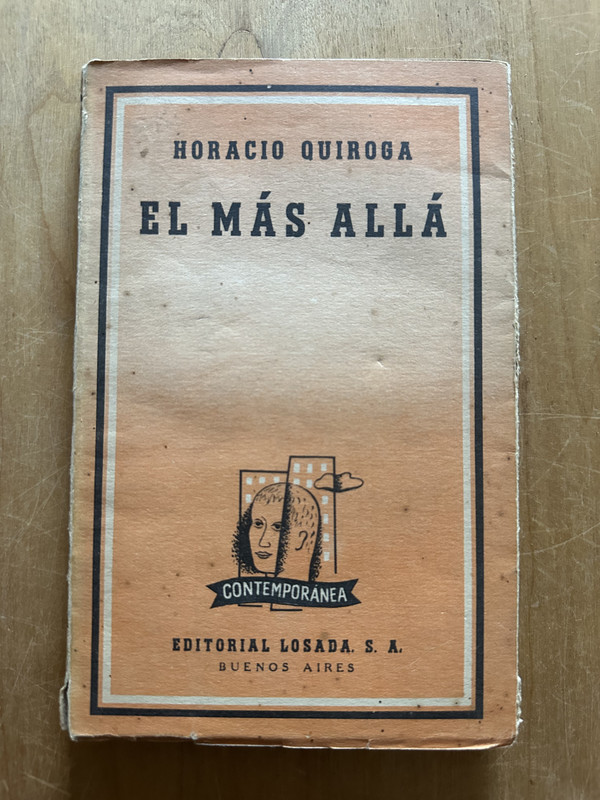 HORACIO QUIROGA
EL MÁS ALLÁ
CONTEMPORÁNEA
EDITORIAL LOSADA. S. A.
BUENOS AIRES